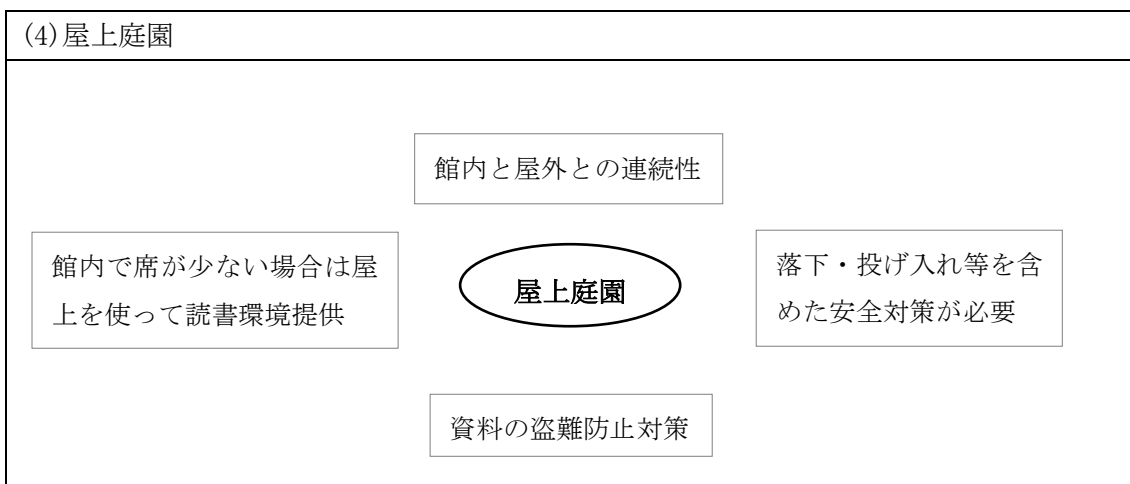 (4)屋上庭園
館内と屋外との連続性
館内で席が少ない場合は屋
上を使って読書環境提供
屋上庭園
落下・投げ入れ等を含
めた安全対策が必要
資料の盗難防止対策